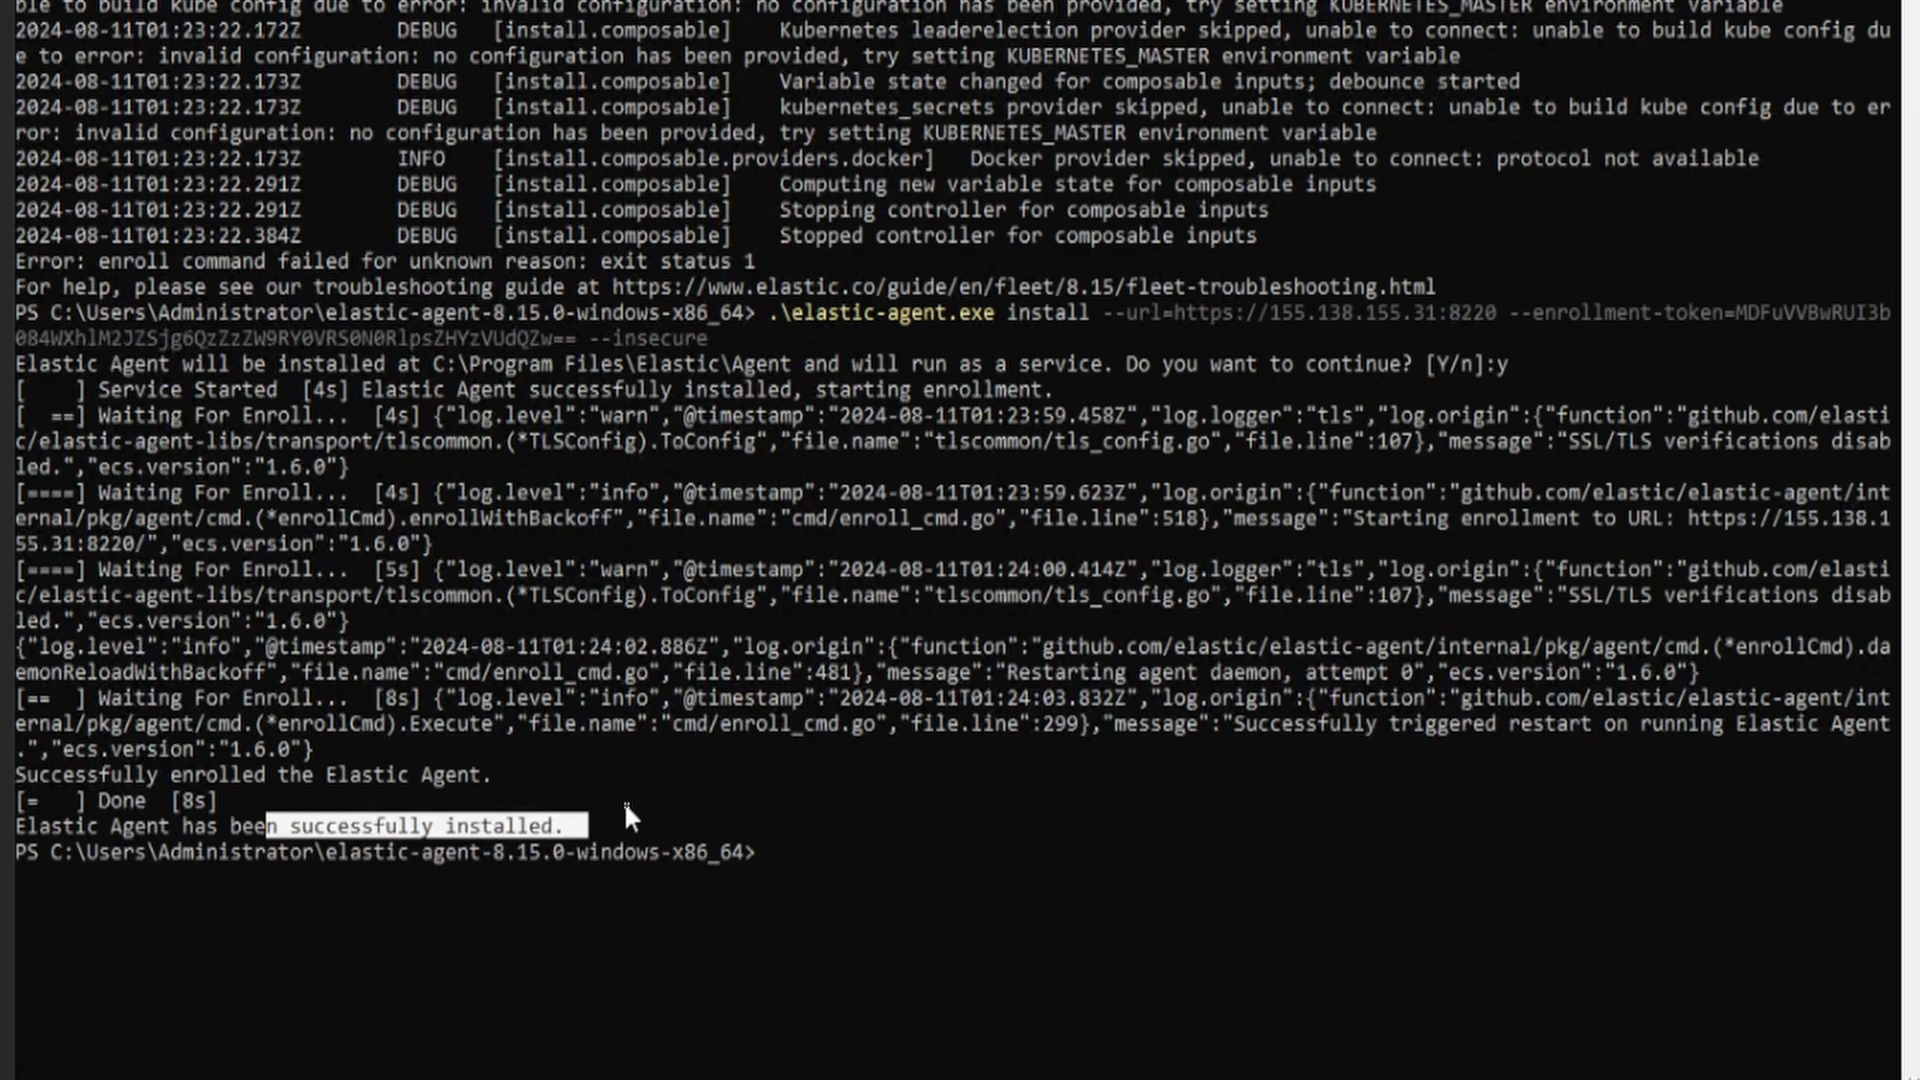 ble to build kube config due to error: invalid configuration: no configuration has been provided, try setting KUBERNETES_MASTER environment variable
2024-08-11T01:23:22.172Z        DEBUG   [install.composable]    Kubernetes leaderelection provider skipped, unable to connect: unable to build kube config du
e to error: invalid configuration: no configuration has been provided, try setting KUBERNETES_MASTER environment variable
2024-08-11T01:23:22.173Z        DEBUG   [install.composable]    Variable state changed for composable inputs; debounce started
2024-08-11T01:23:22.173Z        DEBUG   [install.composable]    kubernetes_secrets provider skipped, unable to connect: unable to build kube config due to er
ror: invalid configuration: no configuration has been provided, try setting KUBERNETES_MASTER environment variable
2024-08-11T01:23:22.173Z        INFO    [install.composable.providers.docker]   Docker provider skipped, unable to connect: protocol not available
2024-08-11T01:23:22.291Z        DEBUG   [install.composable]    Computing new variable state for composable inputs
2024-08-11T01:23:22.291Z        DEBUG   [install.composable]    Stopping controller for composable inputs
2024-08-11T01:23:22.384Z        DEBUG   [install.composable]    Stopped controller for composable inputs
Error: enroll command failed for unknown reason: exit status 1
For help, please see our troubleshooting guide at https://www.elastic.co/guide/en/fleet/8.15/fleet-troubleshooting.html
PS C:\Users\Administrator\elastic-agent-8.15.0-windows-x86_64> .\elastic-agent.exe install --url=https://155.138.155.31:8220 --enrollment-token=MDFuVVBwRUI3b
084WXhlM2JZSjg6QzZzZW9RY0VRS0N0RlpsZHYzVUdQZw== --insecure
Elastic Agent will be installed at C:\Program Files\Elastic\Agent and will run as a service. Do you want to continue? [Y/n]:y
[    ] Service Started  [4s] Elastic Agent successfully installed, starting enrollment.
[  ==] Waiting For Enroll...  [4s] {"log.level":"warn","@timestamp":"2024-08-11T01:23:59.458Z","log.logger":"tls","log.origin":{"function":"github.com/elasti
c/elastic-agent-libs/transport/tlscommon.(*TLSConfig).ToConfig","file.name":"tlscommon/tls_config.go","file.line":107},"message":"SSL/TLS verifications disab
led.","ecs.version":"1.6.0"}
[====] Waiting For Enroll...  [4s] {"log.level":"info","@timestamp":"2024-08-11T01:23:59.623Z","log.origin":{"function":"github.com/elastic/elastic-agent/int
ernal/pkg/agent/cmd.(*enrollCmd).enrollWithBackoff","file.name":"cmd/enroll_cmd.go","file.line":518},"message":"Starting enrollment to URL: https://155.138.1
55.31:8220/","ecs.version":"1.6.0"}
[====] Waiting For Enroll...  [5s] {"log.level":"warn","@timestamp":"2024-08-11T01:24:00.414Z","log.logger":"tls","log.origin":{"function":"github.com/elasti
c/elastic-agent-libs/transport/tlscommon.(*TLSConfig).ToConfig","file.name":"tlscommon/tls_config.go","file.line":107},"message":"SSL/TLS verifications disab
led.","ecs.version":"1.6.0"}
{"log.level":"info","@timestamp":"2024-08-11T01:24:02.886Z","log.origin":{"function":"github.com/elastic/elastic-agent/internal/pkg/agent/cmd.(*enrollCmd).da
emonReloadWithBackoff","file.name":"cmd/enroll_cmd.go","file.line":481},"message":"Restarting agent daemon, attempt 0","ecs.version":"1.6.0"}
[==  ] Waiting For Enroll...  [8s] {"log.level":"info","@timestamp":"2024-08-11T01:24:03.832Z","log.origin":{"function":"github.com/elastic/elastic-agent/int
ernal/pkg/agent/cmd.(*enrollCmd).Execute","file.name":"cmd/enroll_cmd.go","file.line":299},"message":"Successfully triggered restart on running Elastic Agent
.","ecs.version":"1.6.0"}
Successfully enrolled the Elastic Agent.
[=   ] Done  [8s]
Elastic Agent has been successfully installed.
PS C:\Users\Administrator\elastic-agent-8.15.0-windows-x86_64>